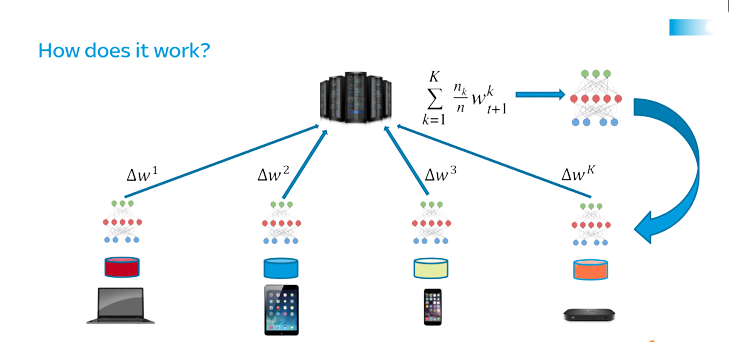 How does it work?
K
∑ n_k/n w^k_{t+1}
k=1
Δw^1
Δw^2
Δw^3
Δw^K